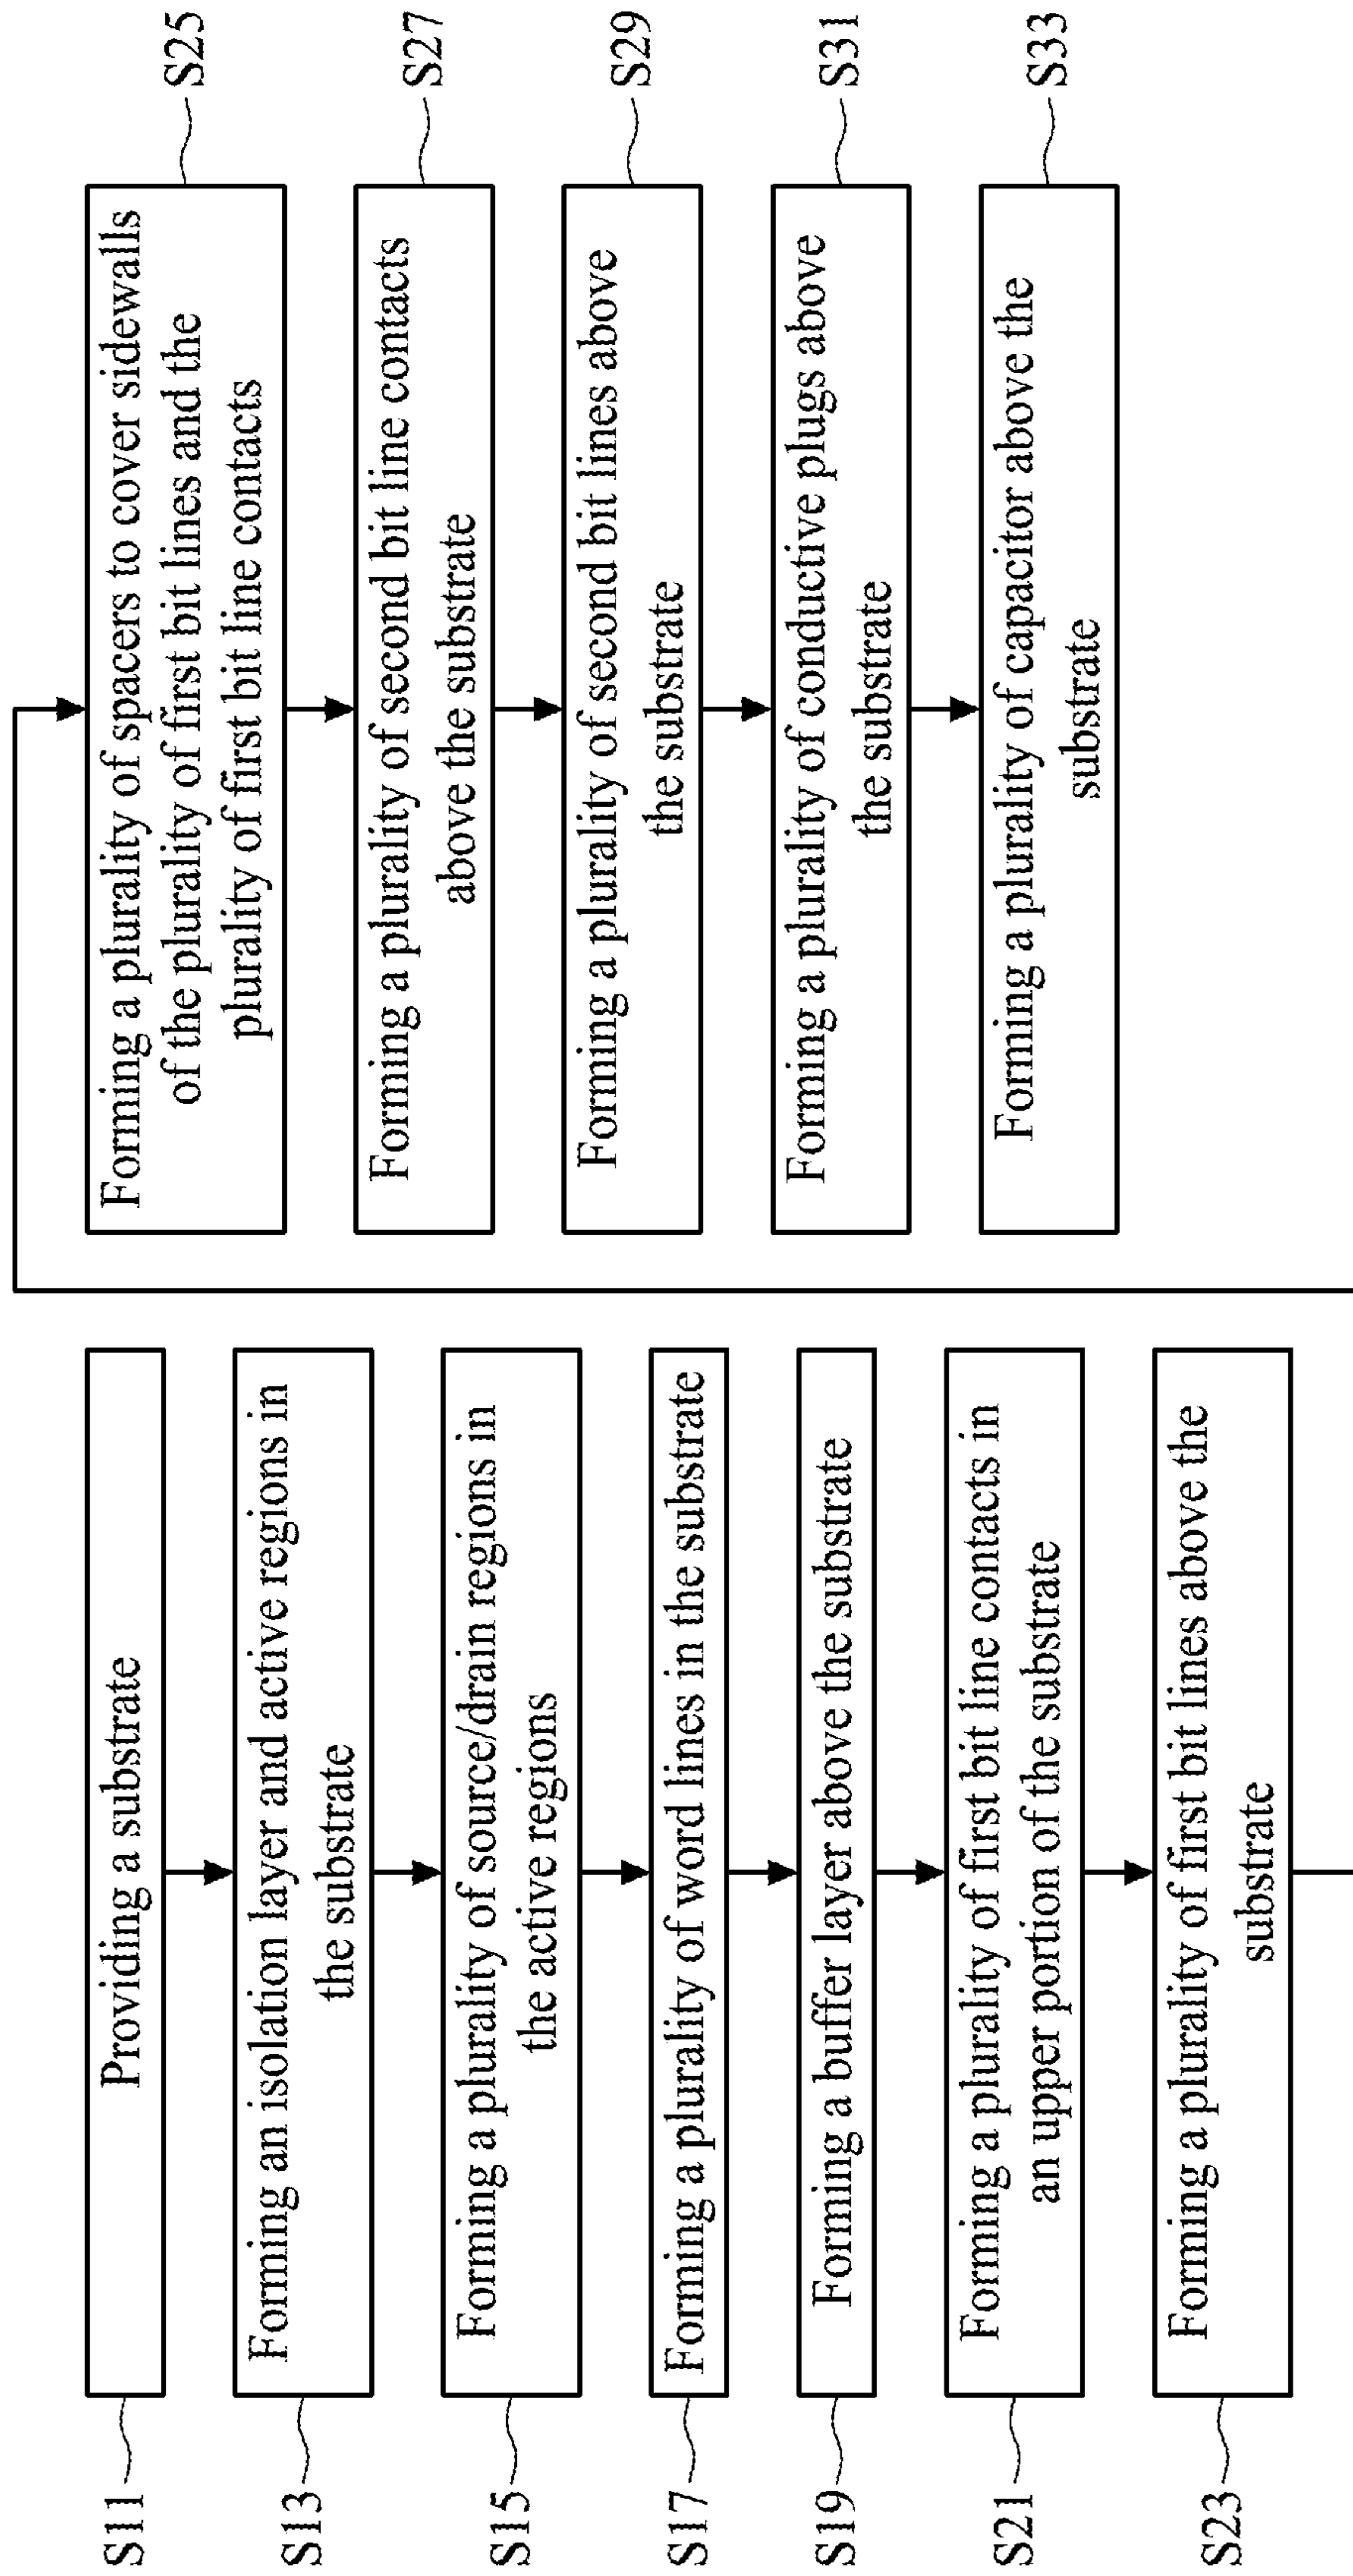 S11
Providing a substrate
S13
Forming an isolation layer and active regions in
the substrate
S15
Forming a plurality of source/drain regions in
the active regions
S17
Forming a plurality of word lines in the substrate
S19
Forming a buffer layer above the substrate
S21
Forming a plurality of first bit line contacts in
an upper portion of the substrate
S23
Forming a plurality of first bit lines above the
substrate
Forming a plurality of spacers to cover sidewalls
of the plurality of first bit lines and the
plurality of first bit line contacts
S25
Forming a plurality of second bit line contacts
above the substrate
S27
Forming a plurality of second bit lines above
the substrate
S29
Forming a plurality of conductive plugs above
the substrate
S31
Forming a plurality of capacitor above the
substrate
S33